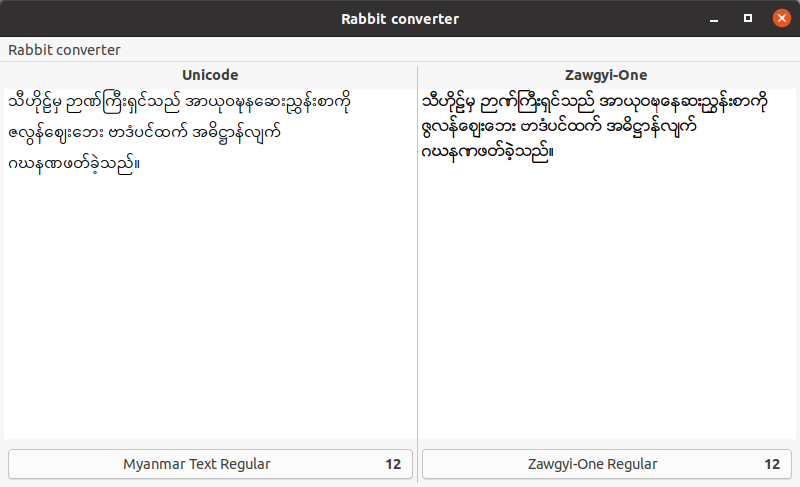 Rabbit converter
Rabbit converter
Unicode
သီဟိုဠ်မှ ဉာဏ်ကြီးရှင်သည် အာယုဝဍ္ဎနဆေးညွှန်းစာကို
ဇလွန်ဈေးဘေး ဗာဒံပင်ထက် အဓိဋ္ဌာန်လျက်
ဂဃနဏဖတ်ခဲ့သည်။
Zawgyi-One
သီဟိုဠ်မှ ဉာဏ်ကြီးရှင်သည် အာယုဝဍ္ဎနဆေးညွှန်းစာကို
ဇွလန်ဈေးဘေး ဗာဒံပင်ထက် အဓိဋ္ဌာန်လျက်
ဂဃနဏဖတ်ခဲ့သည်။
Myanmar Text Regular 12
Zawgyi-One Regular 12